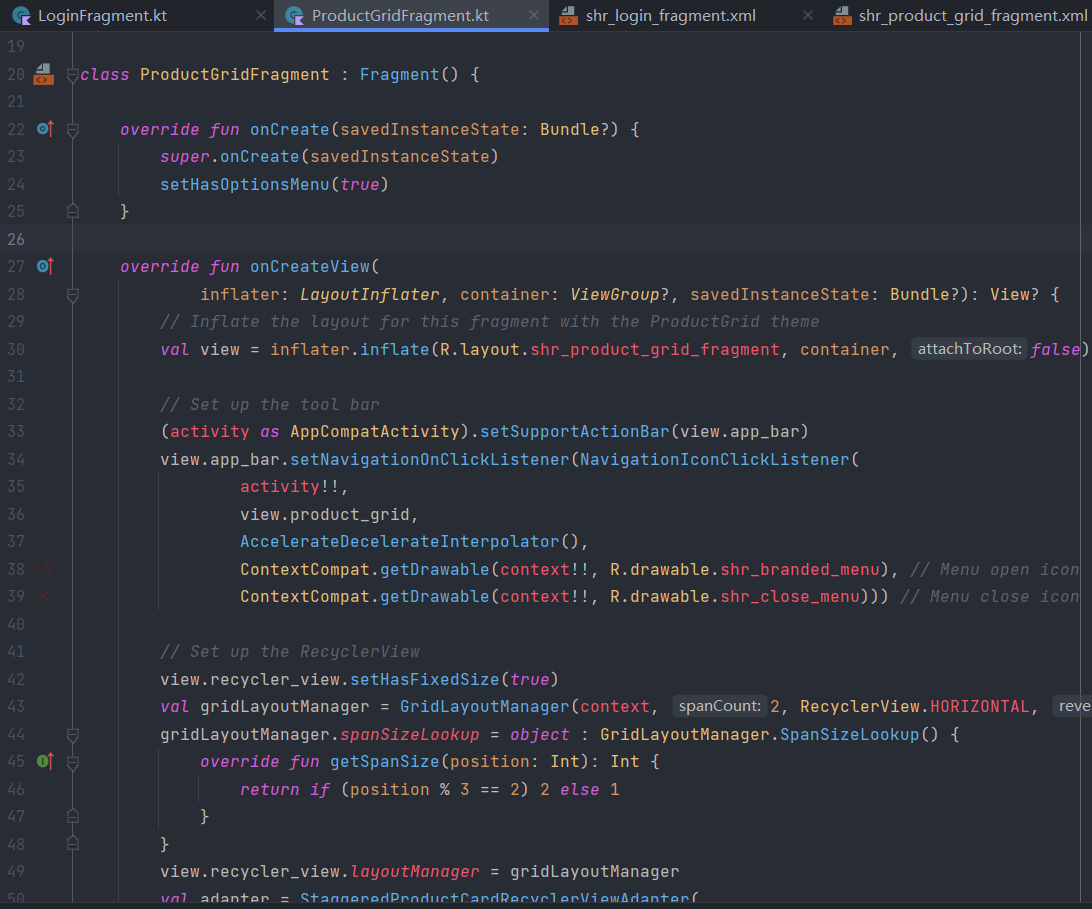 LoginFragment.kt ProductGridFragment.kt shr_login_fragment.xml shr_product_grid_fragment.xml
19
20 class ProductGridFragment : Fragment() {
21
22 override fun onCreate(savedInstanceState: Bundle?) {
23 super.onCreate(savedInstanceState)
24 setHasOptionsMenu(true)
25 }
26
27 override fun onCreateView(
28 inflater: LayoutInflater, container: ViewGroup?, savedInstanceState: Bundle?): View? {
29 // Inflate the layout for this fragment with the ProductGrid theme
30 val view = inflater.inflate(R.layout.shr_product_grid_fragment, container, attachToRoot: false)
31
32 // Set up the tool bar
33 (activity as AppCompatActivity).setSupportActionBar(view.app_bar)
34 view.app_bar.setNavigationOnClickListener(NavigationIconClickListener(
35 activity!!,
36 view.product_grid,
37 AccelerateDecelerateInterpolator(),
38 ContextCompat.getDrawable(context!!, R.drawable.shr_branded_menu), // Menu open icon
39 ContextCompat.getDrawable(context!!, R.drawable.shr_close_menu))) // Menu close icon
40
41 // Set up the RecyclerView
42 view.recycler_view.setHasFixedSize(true)
43 val gridLayoutManager = GridLayoutManager(context, spanCount: 2, RecyclerView.HORIZONTAL, reve
44 gridLayoutManager.spanSizeLookup = object : GridLayoutManager.SpanSizeLookup() {
45 override fun getSpanSize(position: Int): Int {
46 return if (position % 3 == 2) 2 else 1
47 }
48 }
49 view.recycler_view.layoutManager = gridLayoutManager
50 val adapter = StaggeredProductCardRecyclerViewAdapter(